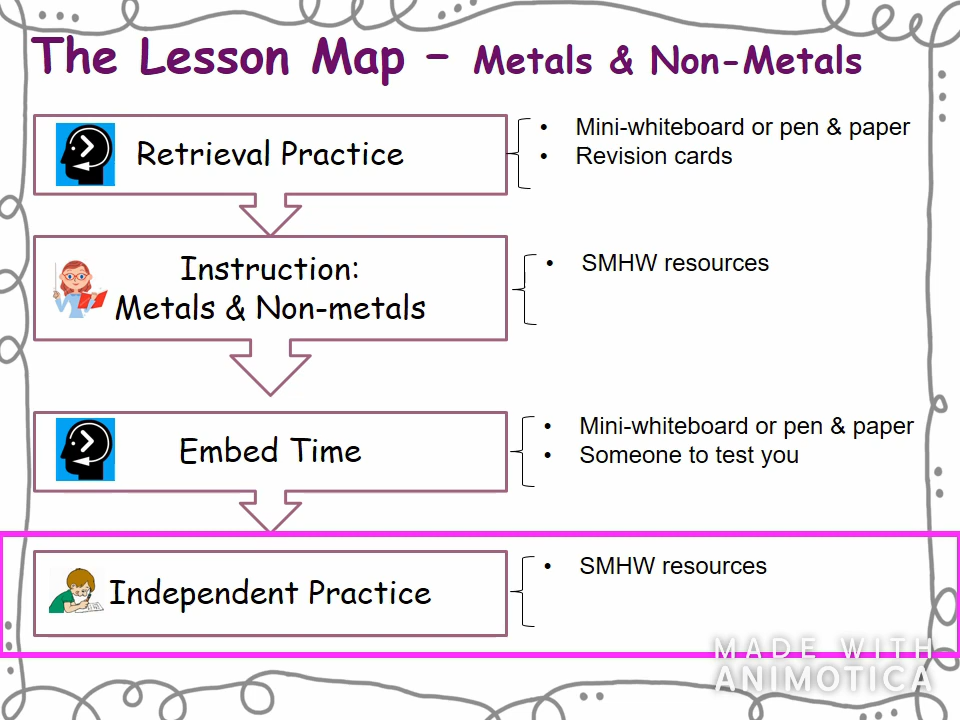 The Lesson Map – Metals & Non-Metals
Retrieval Practice
• Mini-whiteboard or pen & paper
• Revision cards
Instruction:
Metals & Non-metals
• SMHW resources
Embed Time
• Mini-whiteboard or pen & paper
• Someone to test you
Independent Practice
• SMHW resources
MADE WITH
ANIMOTICA